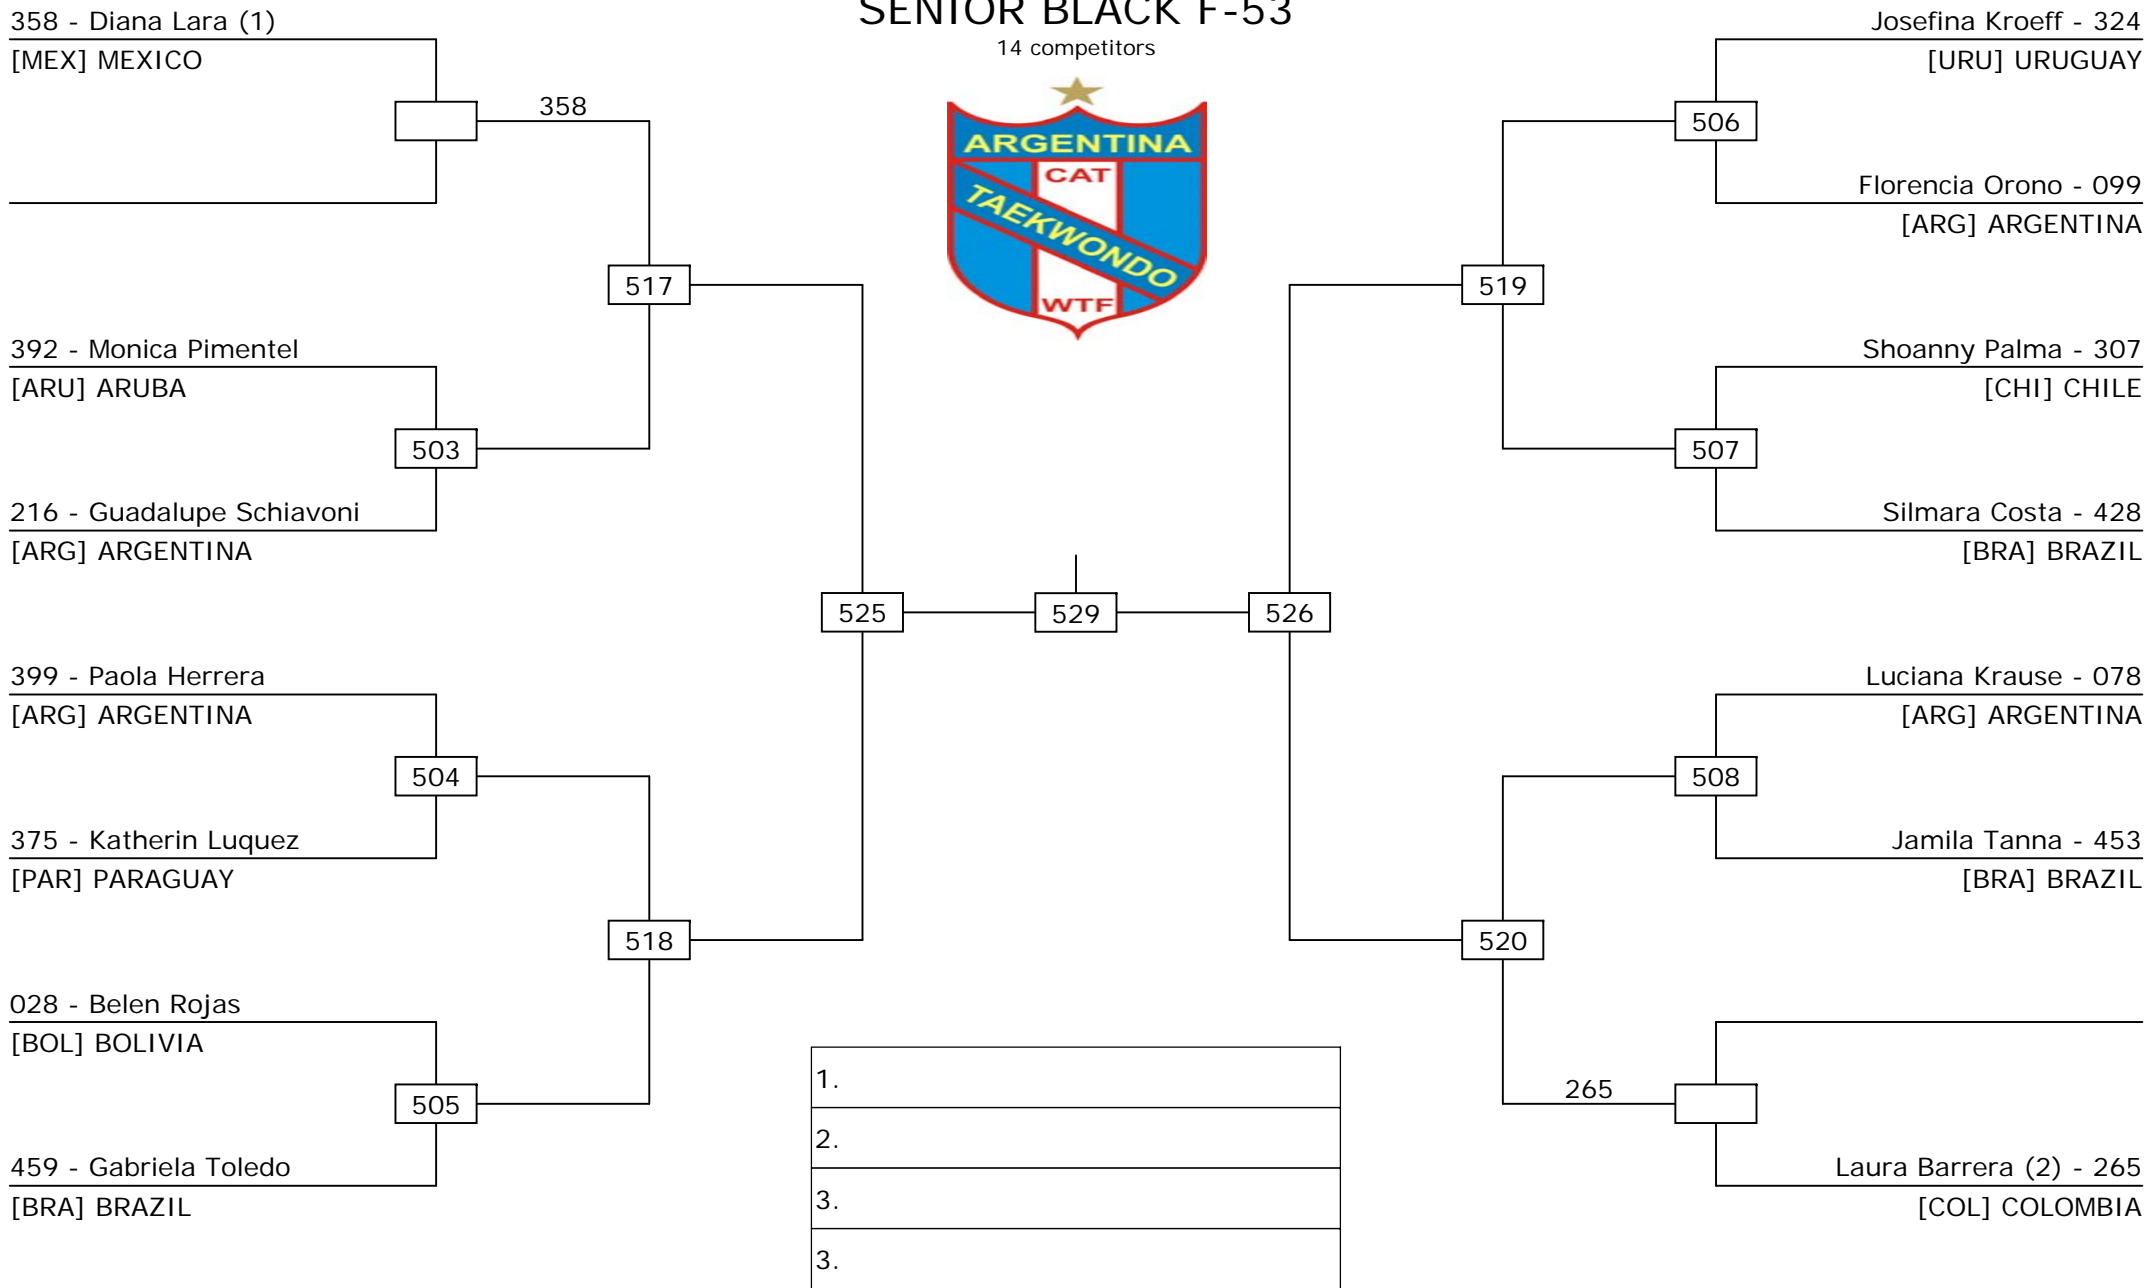 SENIOR BLACK F-53
14 competitors
ARGENTINA
CAT
TAEKWONDO
WTF
358 - Diana Lara (1)
[MEX] MEXICO
358
517
392 - Monica Pimentel
[ARU] ARUBA
503
216 - Guadalupe Schiavoni
[ARG] ARGENTINA
525
399 - Paola Herrera
[ARG] ARGENTINA
504
375 - Katherin Luquez
[PAR] PARAGUAY
518
028 - Belen Rojas
[BOL] BOLIVIA
505
459 - Gabriela Toledo
[BRA] BRAZIL
529
Josefina Kroeff - 324
[URU] URUGUAY
506
Florencia Orono - 099
[ARG] ARGENTINA
519
Shoanny Palma - 307
[CHI] CHILE
507
Silmara Costa - 428
[BRA] BRAZIL
526
Luciana Krause - 078
[ARG] ARGENTINA
508
Jamila Tanna - 453
[BRA] BRAZIL
520
265
Laura Barrera (2) - 265
[COL] COLOMBIA
1.
2.
3.
3.